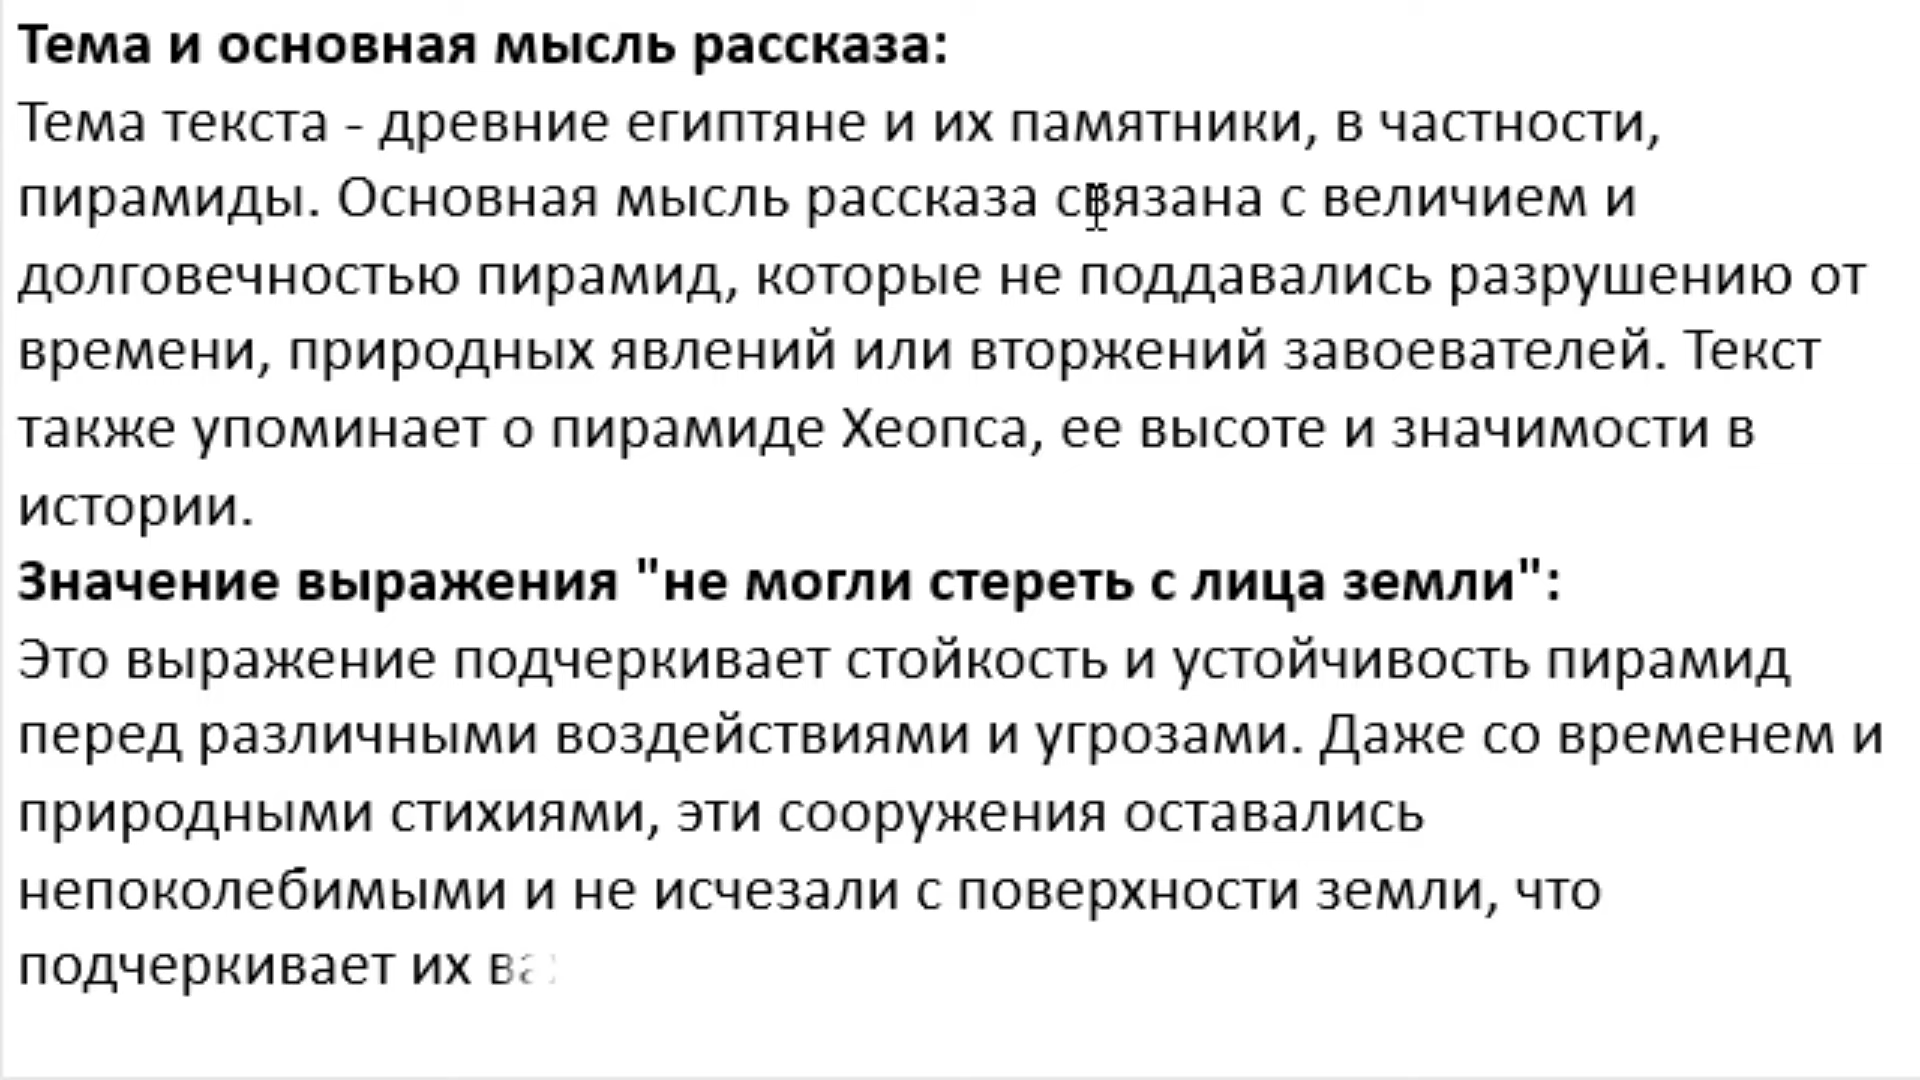 Тема и основная мысль рассказа:
Тема текста - древние египтяне и их памятники, в частности,
пирамиды. Основная мысль рассказа связана с величием и
долговечностью пирамид, которые не поддавались разрушению от
времени, природных явлений или вторжений завоевателей. Текст
также упоминает о пирамиде Хеопса, ее высоте и значимости в
истории.
Значение выражения "не могли стереть с лица земли":
Это выражение подчеркивает стойкость и устойчивость пирамид
перед различными воздействиями и угрозами. Даже со временем и
природными стихиями, эти сооружения оставались
непоколебимыми и не исчезали с поверхности земли, что
подчеркивает их